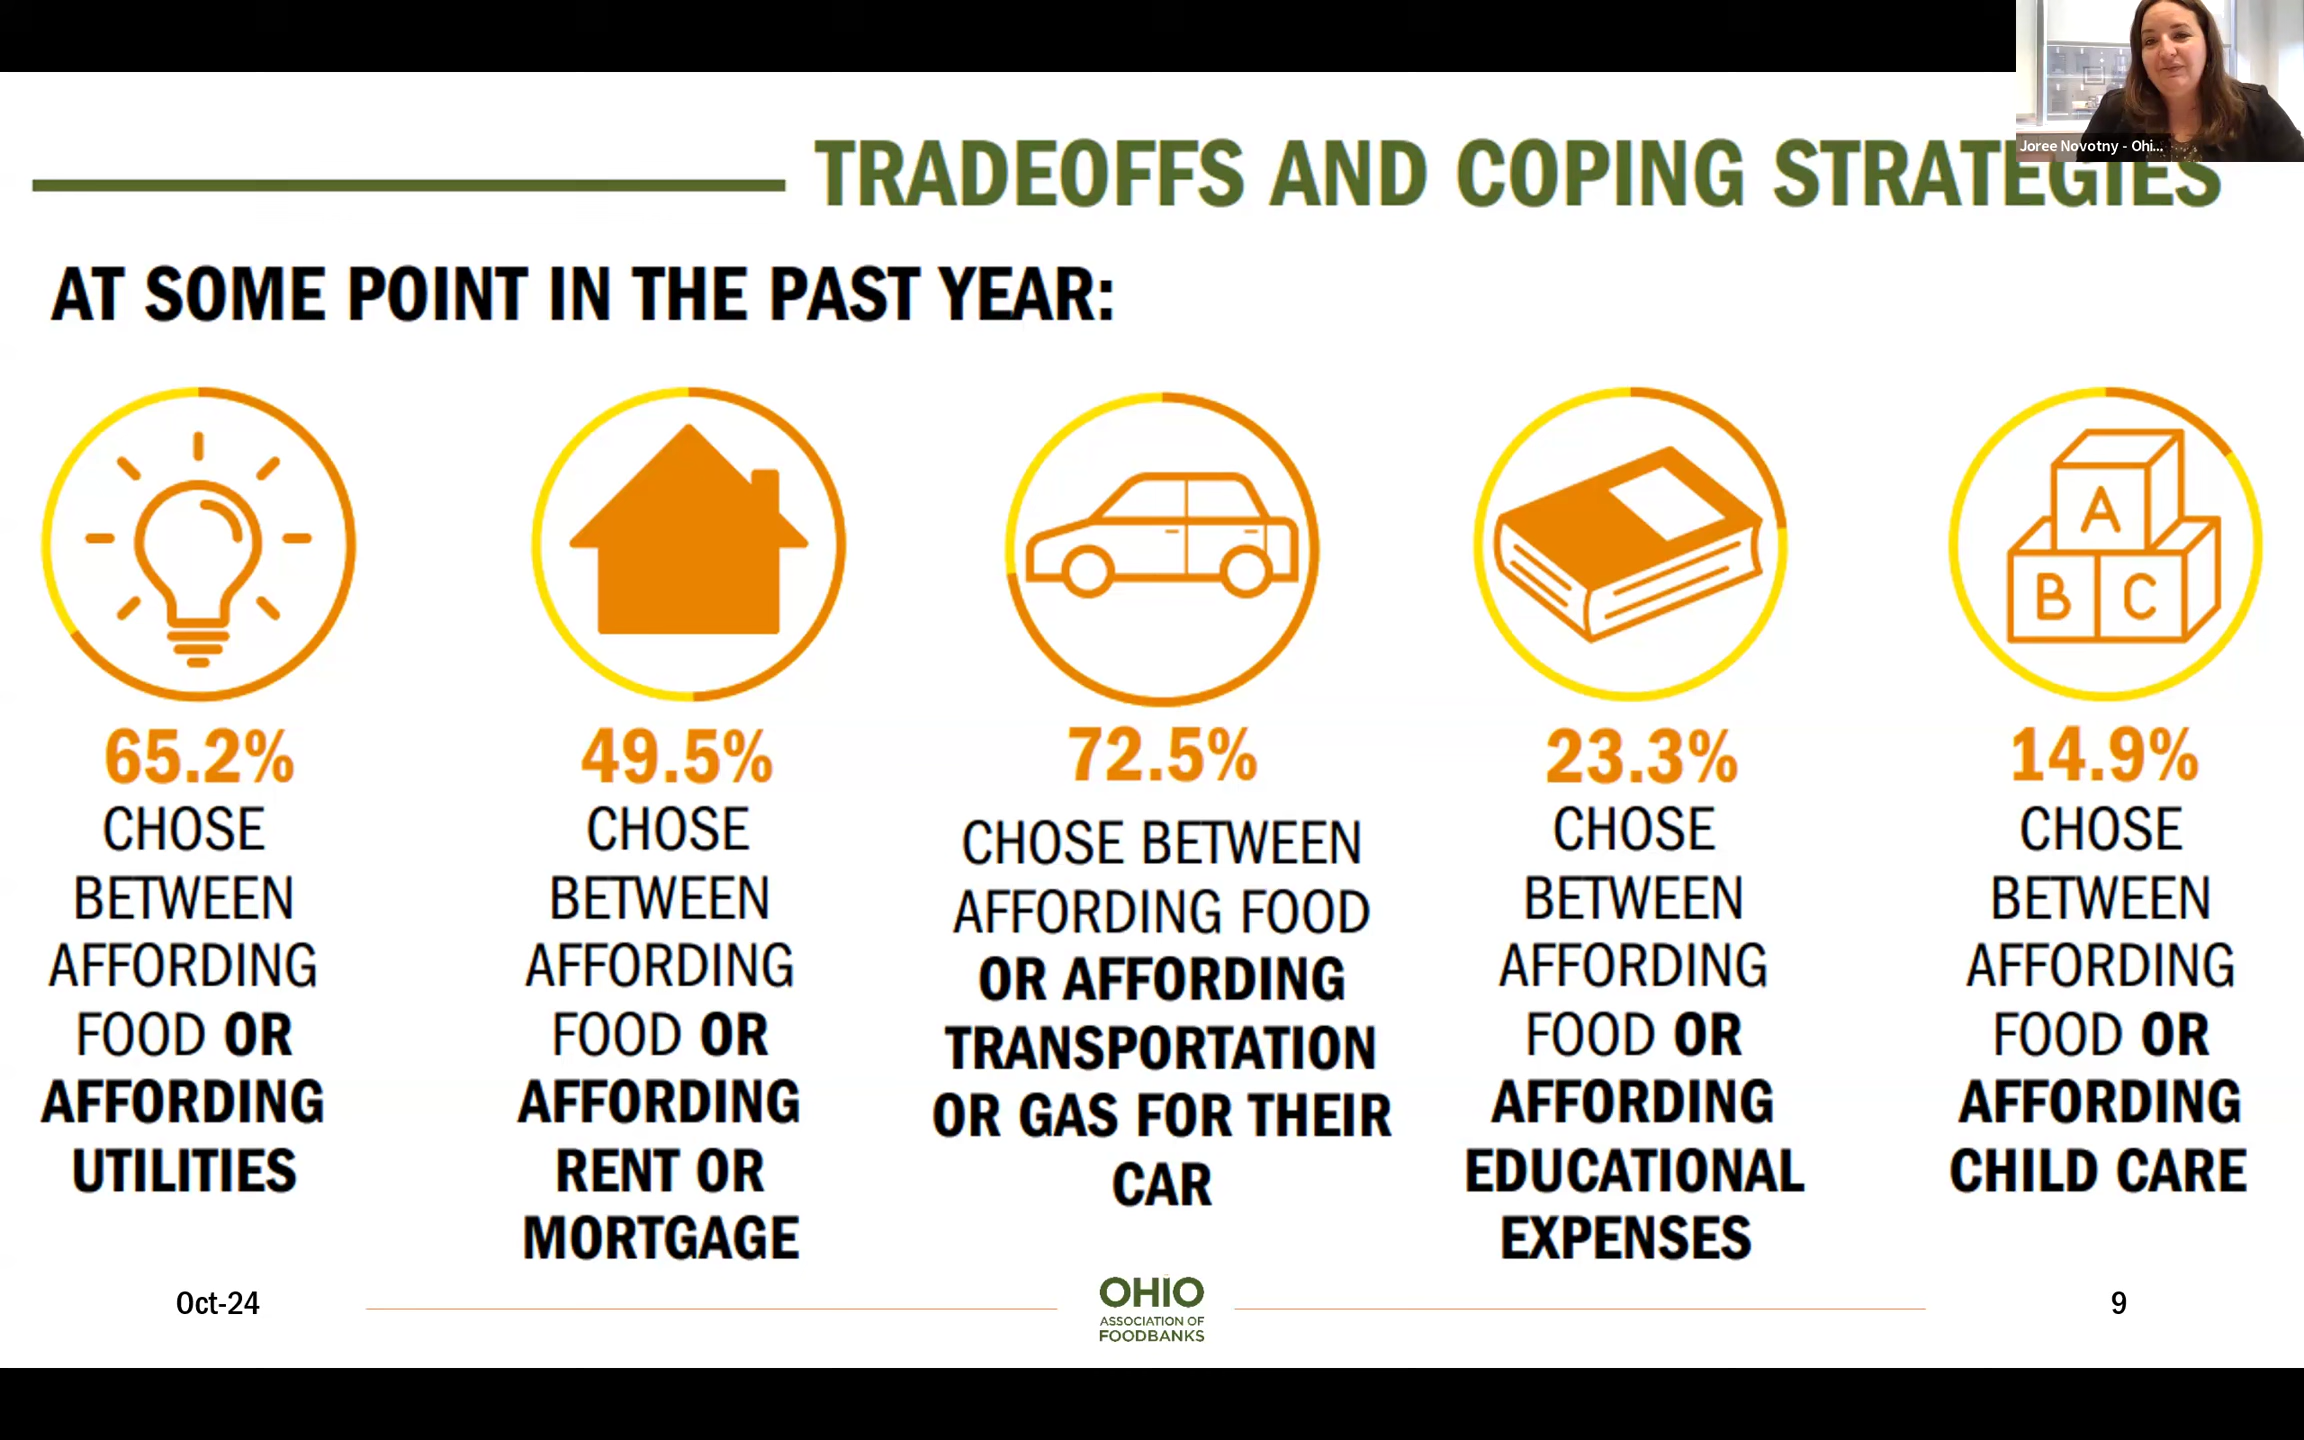 Joree Novotny - Ohi...
TRADEOFFS AND COPING STRATEGIES
AT SOME POINT IN THE PAST YEAR:
A
B C
65.2%
CHOSE
BETWEEN
AFFORDING
FOOD OR
AFFORDING
UTILITIES
49.5%
CHOSE
BETWEEN
AFFORDING
FOOD OR
AFFORDING
RENT OR
MORTGAGE
72.5%
CHOSE BETWEEN
AFFORDING FOOD
OR AFFORDING
TRANSPORTATION
OR GAS FOR THEIR
CAR
23.3%
CHOSE
BETWEEN
AFFORDING
FOOD OR
AFFORDING
EDUCATIONAL
EXPENSES
14.9%
CHOSE
BETWEEN
AFFORDING
FOOD OR
AFFORDING
CHILD CARE
Oct-24
OHIO
ASSOCIATION OF
FOODBANKS
9